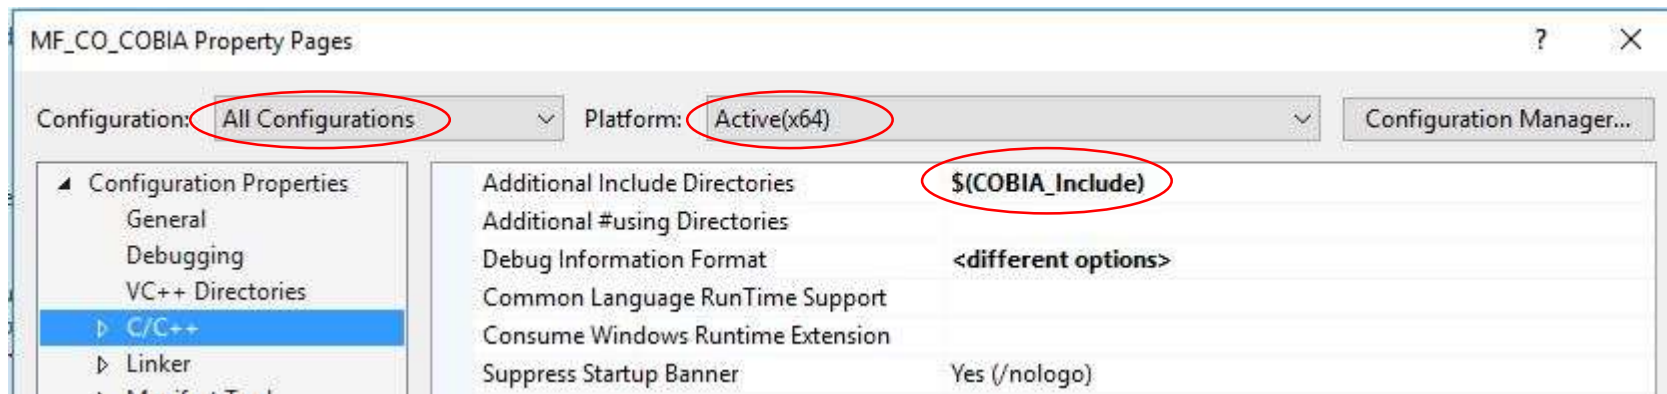 MF_CO_COBIA Property Pages
Configuration: All Configurations Platform: Active(x64) Configuration Manager...
Configuration Properties
General
Debugging
VC++ Directories
C/C++
Linker
Additional Include Directories $(COBIA_Include)
Additional #using Directories
Debug Information Format <different options>
Common Language RunTime Support
Consume Windows Runtime Extension
Suppress Startup Banner Yes (/nologo)